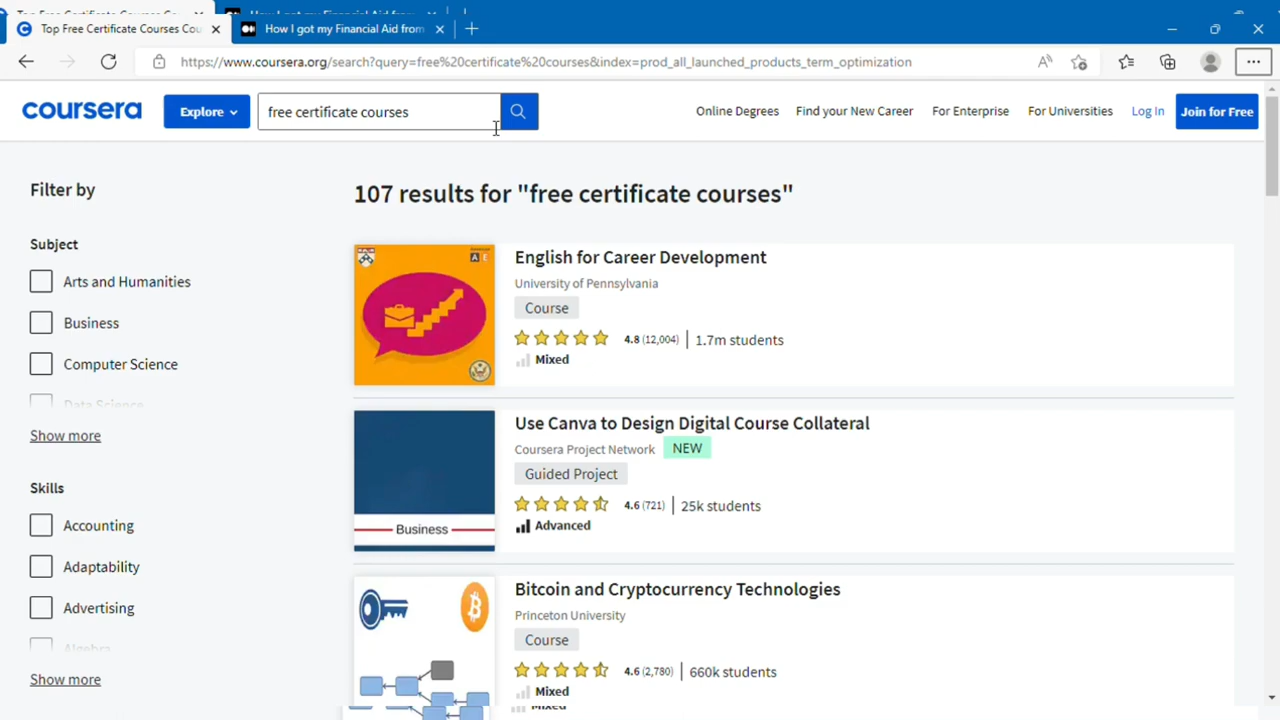 Top Free Certificate Courses Cou
How I got my Financial Aid from
https://www.coursera.org/search?query=free%20certificate%20courses&index=prod_all_launched_products_term_optimization
coursera
Explore
free certificate courses
Online Degrees
Find your New Career
For Enterprise
For Universities
Log In
Join for Free
Filter by
107 results for "free certificate courses"
Subject
Arts and Humanities
Business
Computer Science
Data Science
Show more
Skills
Accounting
Adaptability
Advertising
Algebra
Show more
English for Career Development
University of Pennsylvania
Course
4.8 (12,004) | 1.7m students
Mixed
Use Canva to Design Digital Course Collateral
Coursera Project Network NEW
Guided Project
4.6 (721) | 25k students
Advanced
Business
Bitcoin and Cryptocurrency Technologies
Princeton University
Course
4.6 (2,780) | 660k students
Mixed